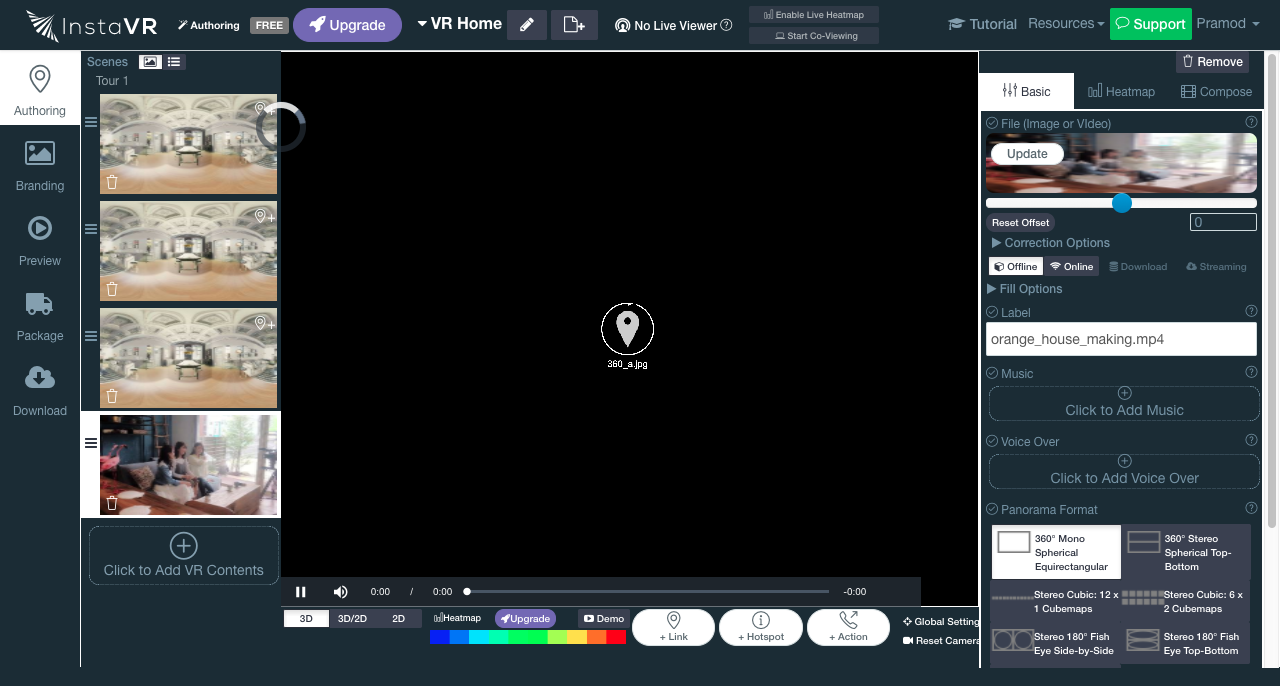 InstaVR
Authoring
FREE
Upgrade
VR Home
No Live Viewer
Enable Live Heatmap
Start Co-Viewing
Tutorial
Resources
Support
Pramod
Authoring
Branding
Preview
Package
Download
Scenes
Tour 1
Click to Add VR Contents
360_a.jpg
0:00 / 0:00 -0:00
3D 3D/2D 2D
Heatmap
Upgrade
Demo
+ Link
+ Hotspot
+ Action
Global Setting
Reset Camera
Remove
Basic Heatmap Compose
File (Image or VIdeo)
Update
Reset Offset
0
Correction Options
Offline Online Download Streaming
Fill Options
Label
orange_house_making.mp4
Music
Click to Add Music
Voice Over
Click to Add Voice Over
Panorama Format
360° Mono
Spherical
Equirectangular
360° Stereo
Spherical Top-
Bottom
Stereo Cubic: 12 x
1 Cubemaps
Stereo Cubic: 6 x
2 Cubemaps
Stereo 180° Fish
Eye Side-by-Side
Stereo 180° Fish
Eye Top-Bottom